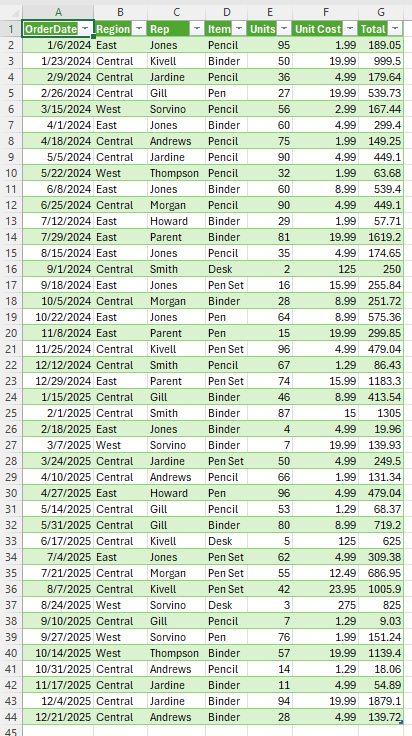 A B C D E F G
1 OrderDate Region Rep Item Units Unit Cost Total
2 1/6/2024 East Jones Pencil 95 1.99 189.05
3 1/23/2024 Central Kivell Binder 50 19.99 999.5
4 2/9/2024 Central Jardine Pencil 36 4.99 179.64
5 2/26/2024 Central Gill Pen 27 19.99 539.73
6 3/15/2024 West Sorvino Pencil 56 2.99 167.44
7 4/1/2024 East Jones Binder 60 4.99 299.4
8 4/18/2024 Central Andrews Pencil 75 1.99 149.25
9 5/5/2024 Central Jardine Pencil 90 4.99 449.1
10 5/22/2024 West Thompson Pencil 32 1.99 63.68
11 6/8/2024 East Jones Binder 60 8.99 539.4
12 6/25/2024 Central Morgan Pencil 90 4.99 449.1
13 7/12/2024 East Howard Binder 29 1.99 57.71
14 7/29/2024 East Parent Binder 81 19.99 1619.2
15 8/15/2024 East Jones Pencil 35 4.99 174.65
16 9/1/2024 Central Smith Desk 2 125 250
17 9/18/2024 East Jones Pen Set 16 15.99 255.84
18 10/5/2024 Central Morgan Binder 28 8.99 251.72
19 10/22/2024 East Jones Pen 64 8.99 575.36
20 11/8/2024 East Parent Pen 15 19.99 299.85
21 11/25/2024 Central Kivell Pen Set 96 4.99 479.04
22 12/12/2024 Central Smith Pencil 67 1.29 86.43
23 12/29/2024 East Parent Pen Set 74 15.99 1183.3
24 1/15/2025 Central Gill Binder 46 8.99 413.54
25 2/1/2025 Central Smith Binder 87 15 1305
26 2/18/2025 East Jones Binder 4 4.99 19.96
27 3/7/2025 West Sorvino Binder 7 19.99 139.93
28 3/24/2025 Central Jardine Pen Set 50 4.99 249.5
29 4/10/2025 Central Andrews Pencil 66 1.99 131.34
30 4/27/2025 East Howard Pen 96 4.99 479.04
31 5/14/2025 Central Gill Pencil 53 1.29 68.37
32 5/31/2025 Central Gill Binder 80 8.99 719.2
33 6/17/2025 Central Kivell Desk 5 125 625
34 7/4/2025 East Jones Pen Set 62 4.99 309.38
35 7/21/2025 Central Morgan Pen Set 55 12.49 686.95
36 8/7/2025 Central Kivell Pen Set 42 23.95 1005.9
37 8/24/2025 West Sorvino Desk 3 275 825
38 9/10/2025 Central Gill Pencil 7 1.29 9.03
39 9/27/2025 West Sorvino Pen 76 1.99 151.24
40 10/14/2025 West Thompson Binder 57 19.99 1139.4
41 10/31/2025 Central Andrews Pencil 14 1.29 18.06
42 11/17/2025 Central Jardine Binder 11 4.99 54.89
43 12/4/2025 Central Jardine Binder 94 19.99 1879.1
44 12/21/2025 Central Andrews Binder 28 4.99 139.72
45